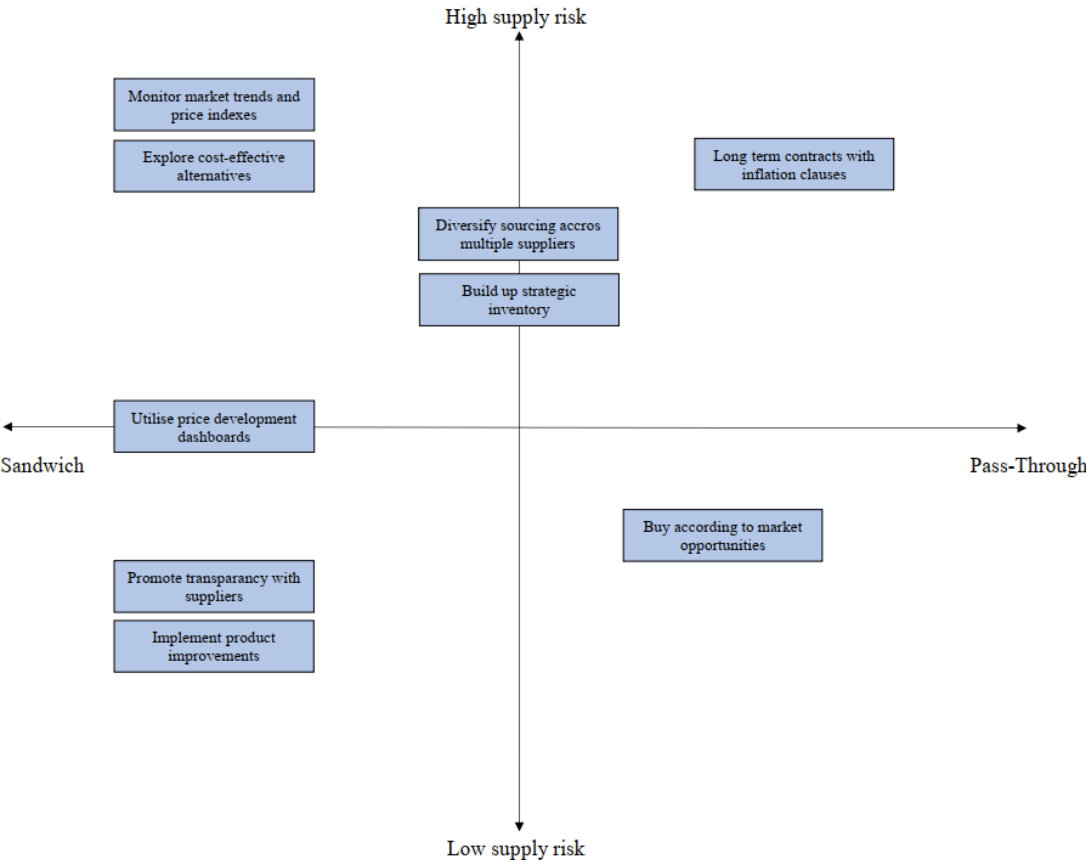 High supply risk
Monitor market trends and
price indexes
Explore cost-effective
alternatives
Long term contracts with
inflation clauses
Diversify sourcing accros
multiple suppliers
Build up strategic
inventory
Utilise price development
dashboards
Sandwich
Pass-Through
Buy according to market
opportunities
Promote transparancy with
suppliers
Implement product
improvements
Low supply risk